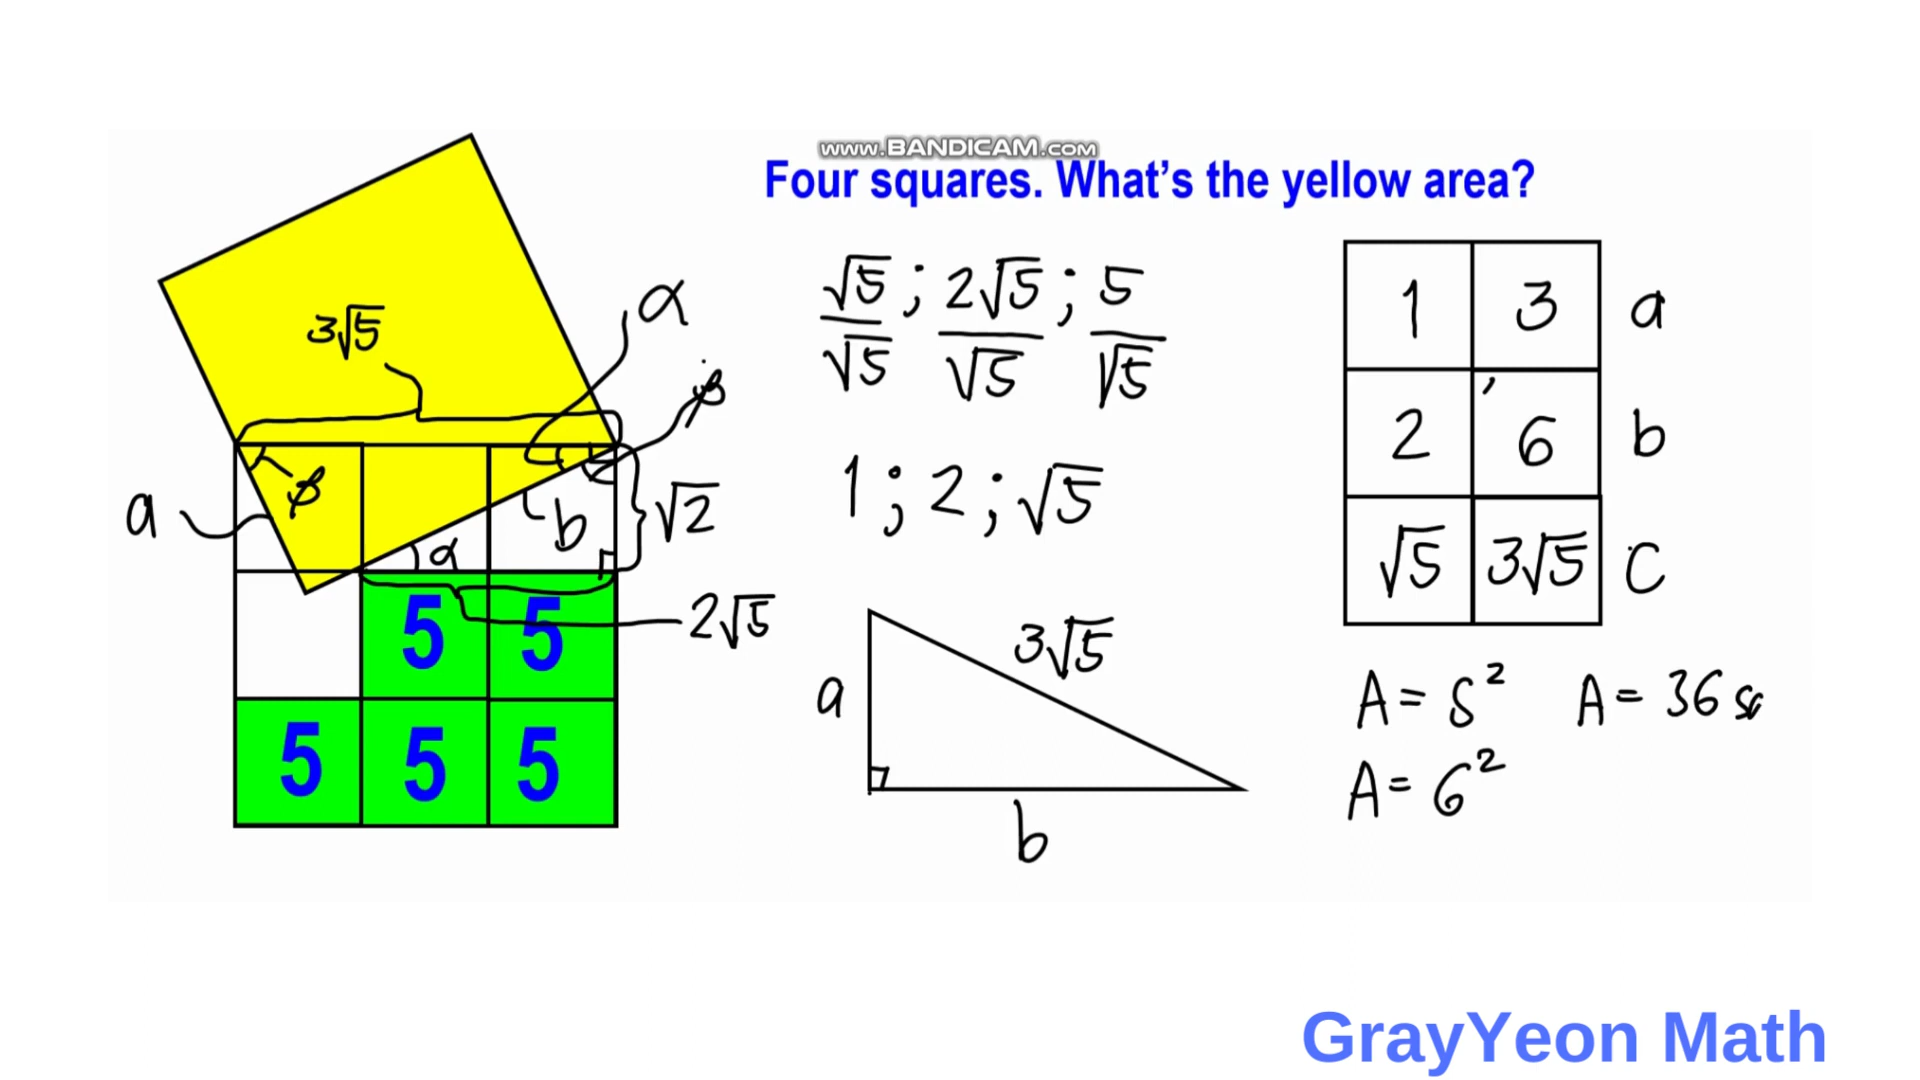 www.BANDICAM.com
Four squares. What's the yellow area?
3√5
α
β
a
β
b
√2
α
2√5
5 5
5 5 5
√5/√5 ; 2√5/√5 ; 5/√5
1 ; 2 ; √5
3√5
a
b
1 3 a
2 6 b
√5 3√5 c
A = s² A = 36 sq
A = 6²
GrayYeon Math